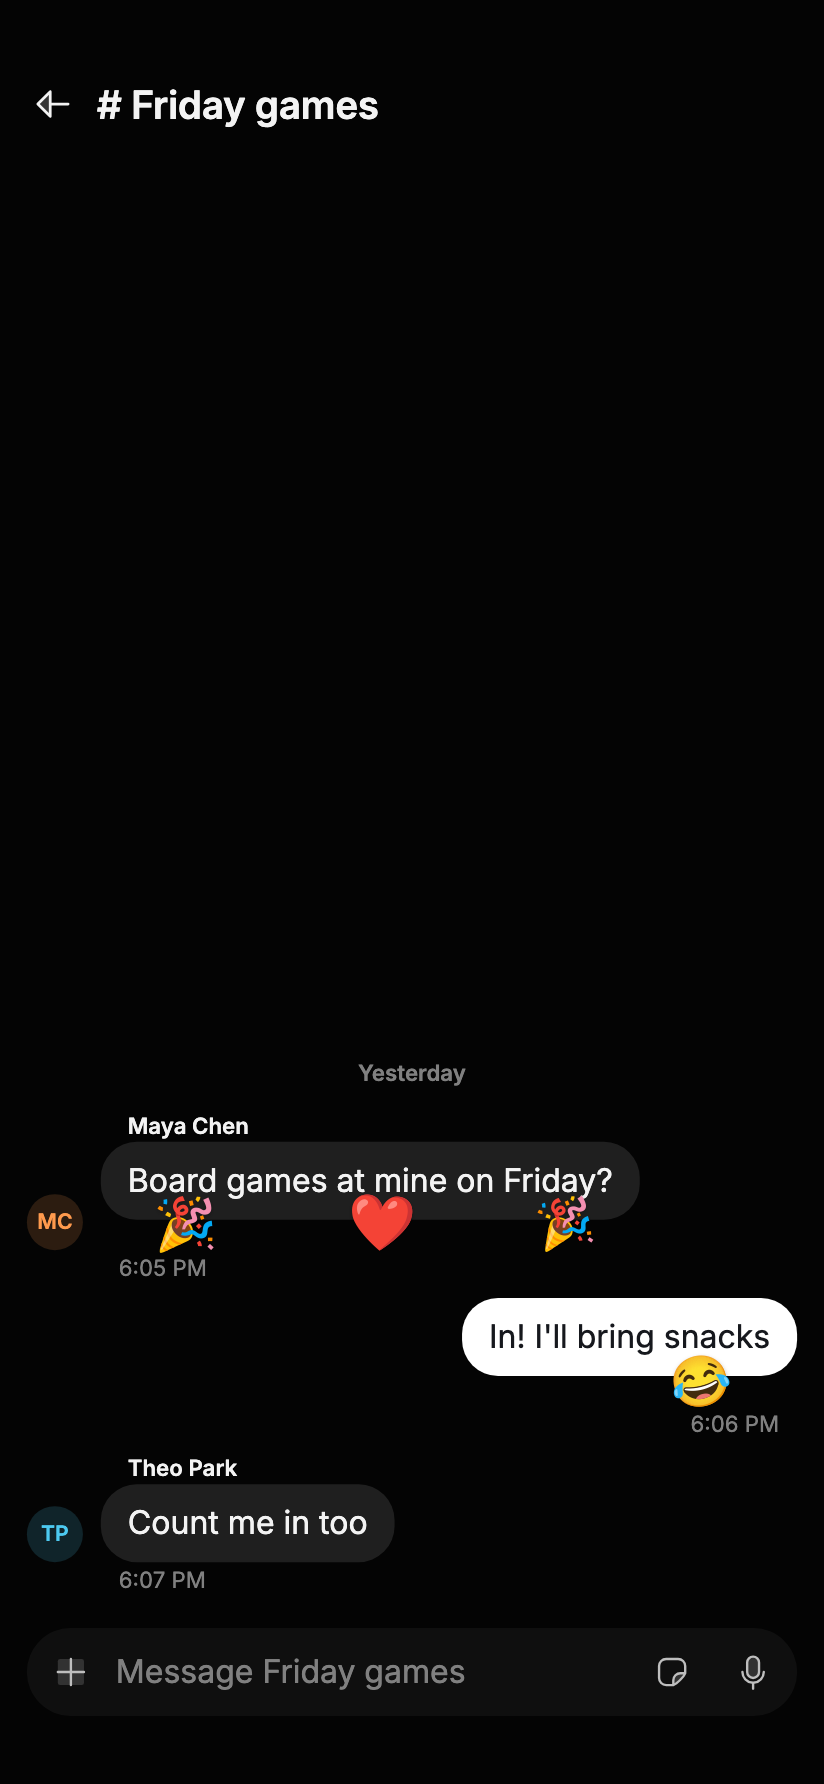 # Friday games
Yesterday
Maya Chen
Board games at mine on Friday?
MC
6:05 PM
In! I'll bring snacks
6:06 PM
Theo Park
Count me in too
TP
6:07 PM
Message Friday games